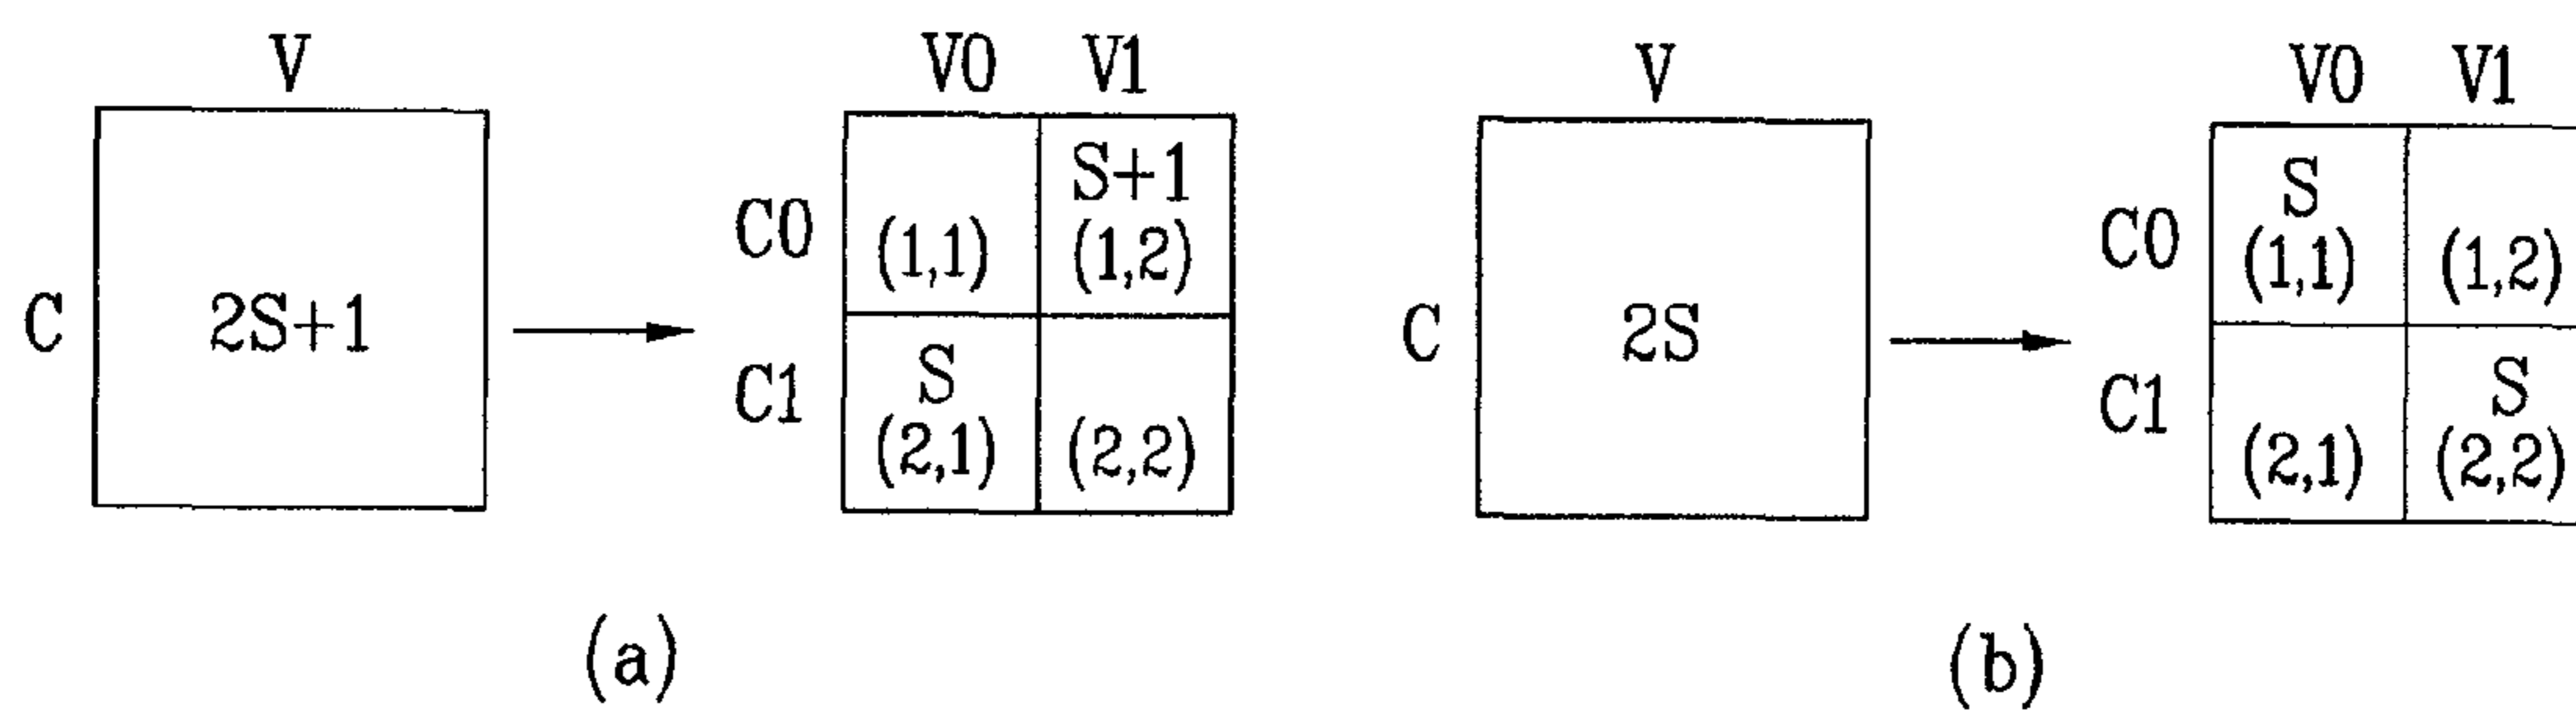 V
V0 V1
C
2S+1
C0
(1,1)
S+1
(1,2)
C1
S
(2,1)
(2,2)
(a)
V
V0 V1
C
2S
C0
S
(1,1)
(1,2)
C1
(2,1)
S
(2,2)
(b)